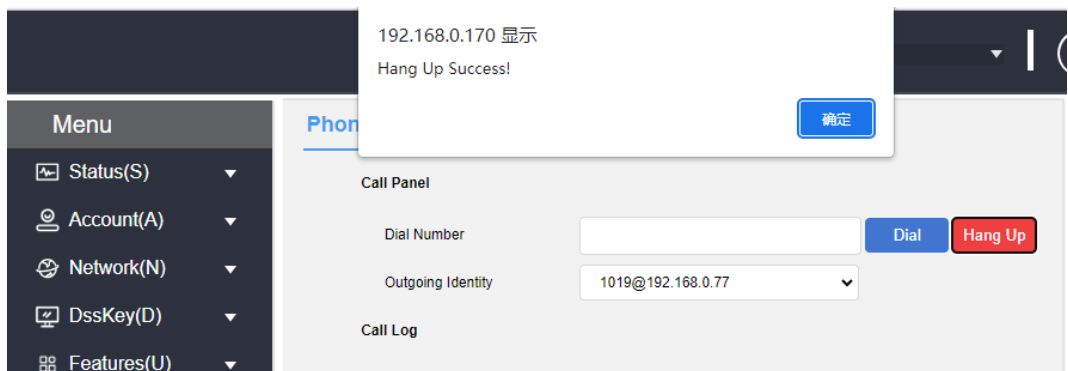 192.168.0.170 显示
Hang Up Success!
确定
Menu
Status(S)
Account(A)
Network(N)
DssKey(D)
Features(U)
Phon
Call Panel
Dial Number
Dial
Hang Up
Outgoing Identity
1019@192.168.0.77
Call Log